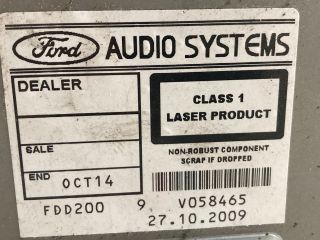 Ford AUDIO SYSTEMS
DEALER
CLASS 1
LASER PRODUCT
SALE
NON-ROBUST COMPONENT
SCRAP IF DROPPED
END OCT14
FDD200 9 V058465
27.10.2009